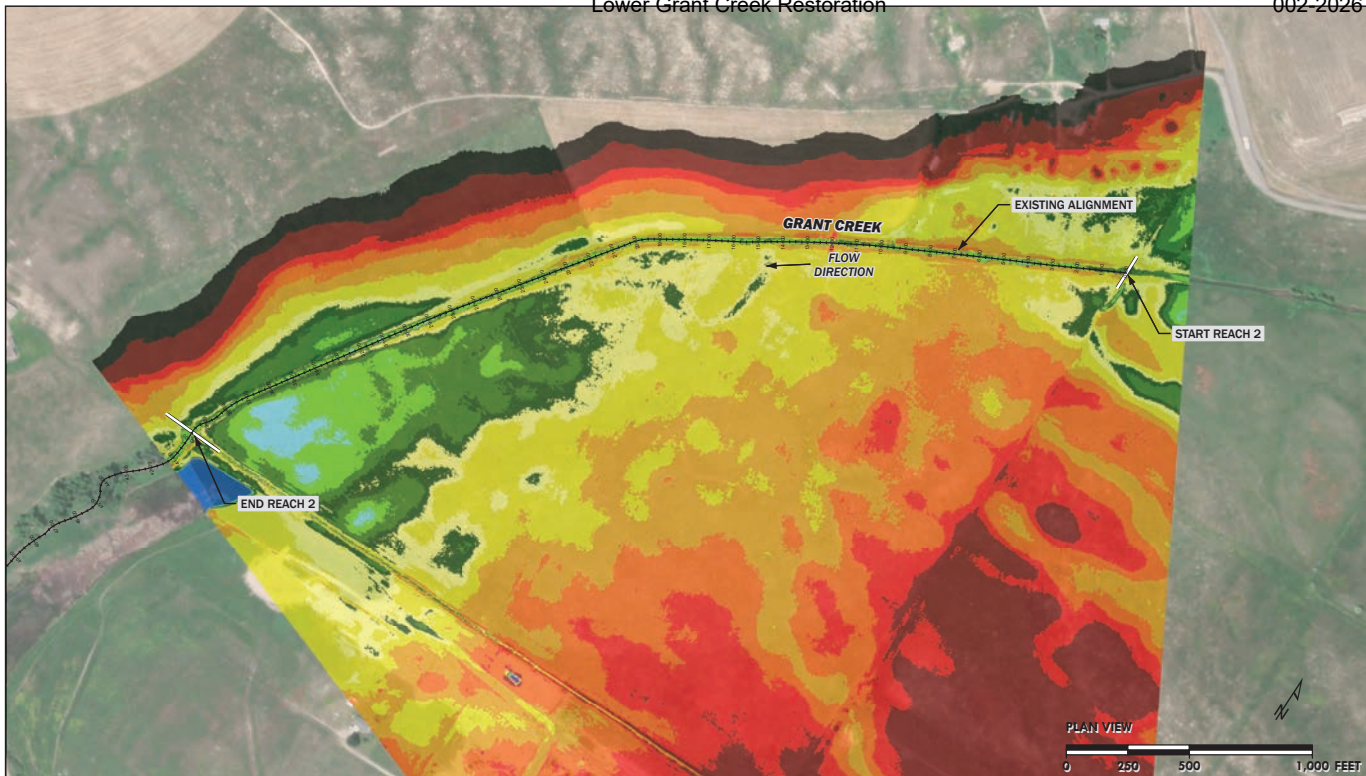 Lower Grant Creek Restoration
002-2026
GRANT CREEK
EXISTING ALIGNMENT
FLOW
DIRECTION
START REACH 2
END REACH 2
N
PLAN VIEW
0 250 500 1,000 FEET